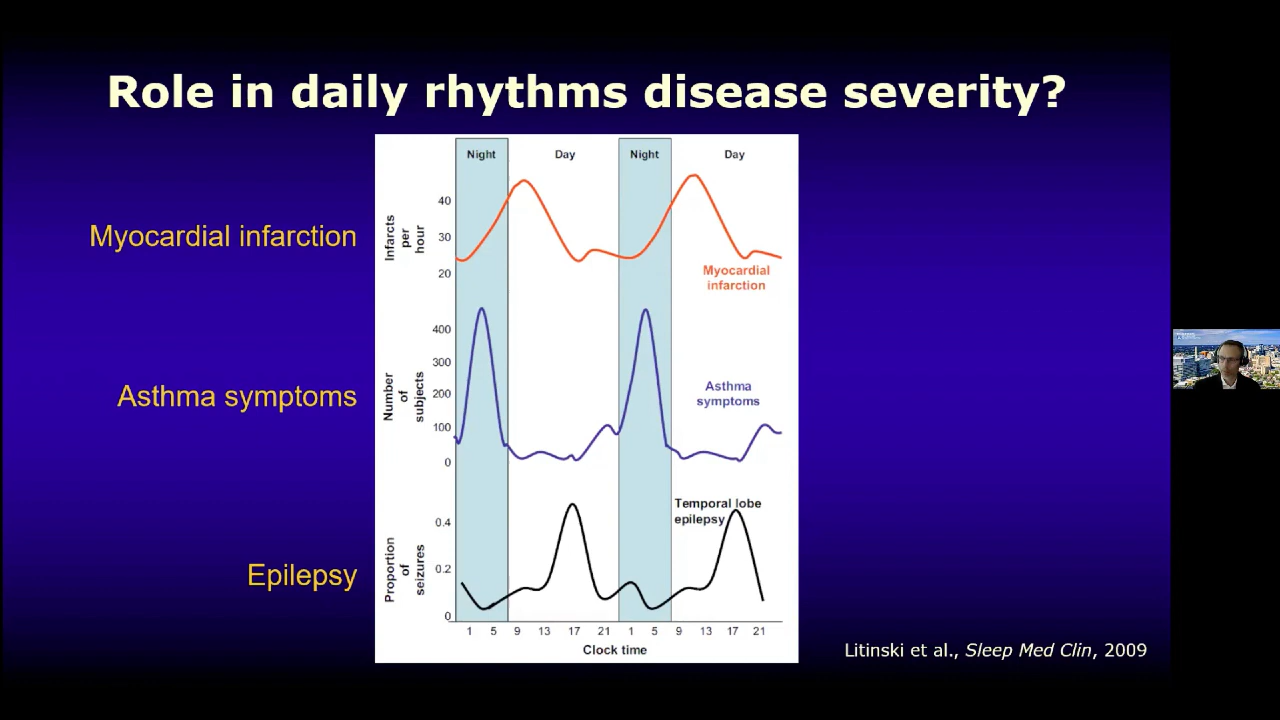 Role in daily rhythms disease severity?
Night Day Night Day
Myocardial infarction
Infarcts
per
hour
40
30
20
Myocardial
infarction
Asthma symptoms
Number
of
subjects
400
300
200
100
0
Asthma
symptoms
Epilepsy
Proportion
of
seizures
0.4
0.2
0
Temporal lobe
epilepsy
1 5 9 13 17 21 1 5 9 13 17 21
Clock time
Litinski et al., Sleep Med Clin, 2009